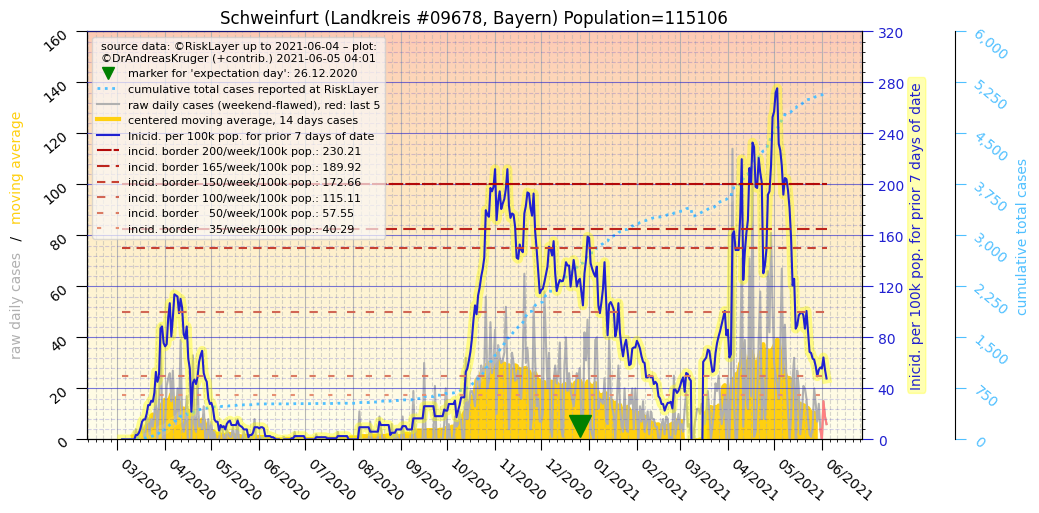 Schweinfurt (Landkreis #09678, Bayern) Population=115106
source data: ©RiskLayer up to 2021-06-04 – plot:
©DrAndreasKruger (+contrib.) 2021-06-05 04:01
marker for 'expectation day': 26.12.2020
cumulative total cases reported at RiskLayer
raw daily cases (weekend-flawed), red: last 5
centered moving average, 14 days cases
Inicid. per 100k pop. for prior 7 days of date
incid. border 200/week/100k pop.: 230.21
incid. border 165/week/100k pop.: 189.92
incid. border 150/week/100k pop.: 172.66
incid. border 100/week/100k pop.: 115.11
incid. border 50/week/100k pop.: 57.55
incid. border 35/week/100k pop.: 40.29
raw daily cases / moving average
160
140
120
100
80
60
40
20
0
03/2020
04/2020
05/2020
06/2020
07/2020
08/2020
09/2020
10/2020
11/2020
12/2020
01/2021
02/2021
03/2021
04/2021
05/2021
06/2021
320
280
240
200
160
120
80
40
0
Inicid. per 100k pop. for prior 7 days of date
6,000
5,250
4,500
3,750
3,000
2,250
1,500
750
0
cumulative total cases